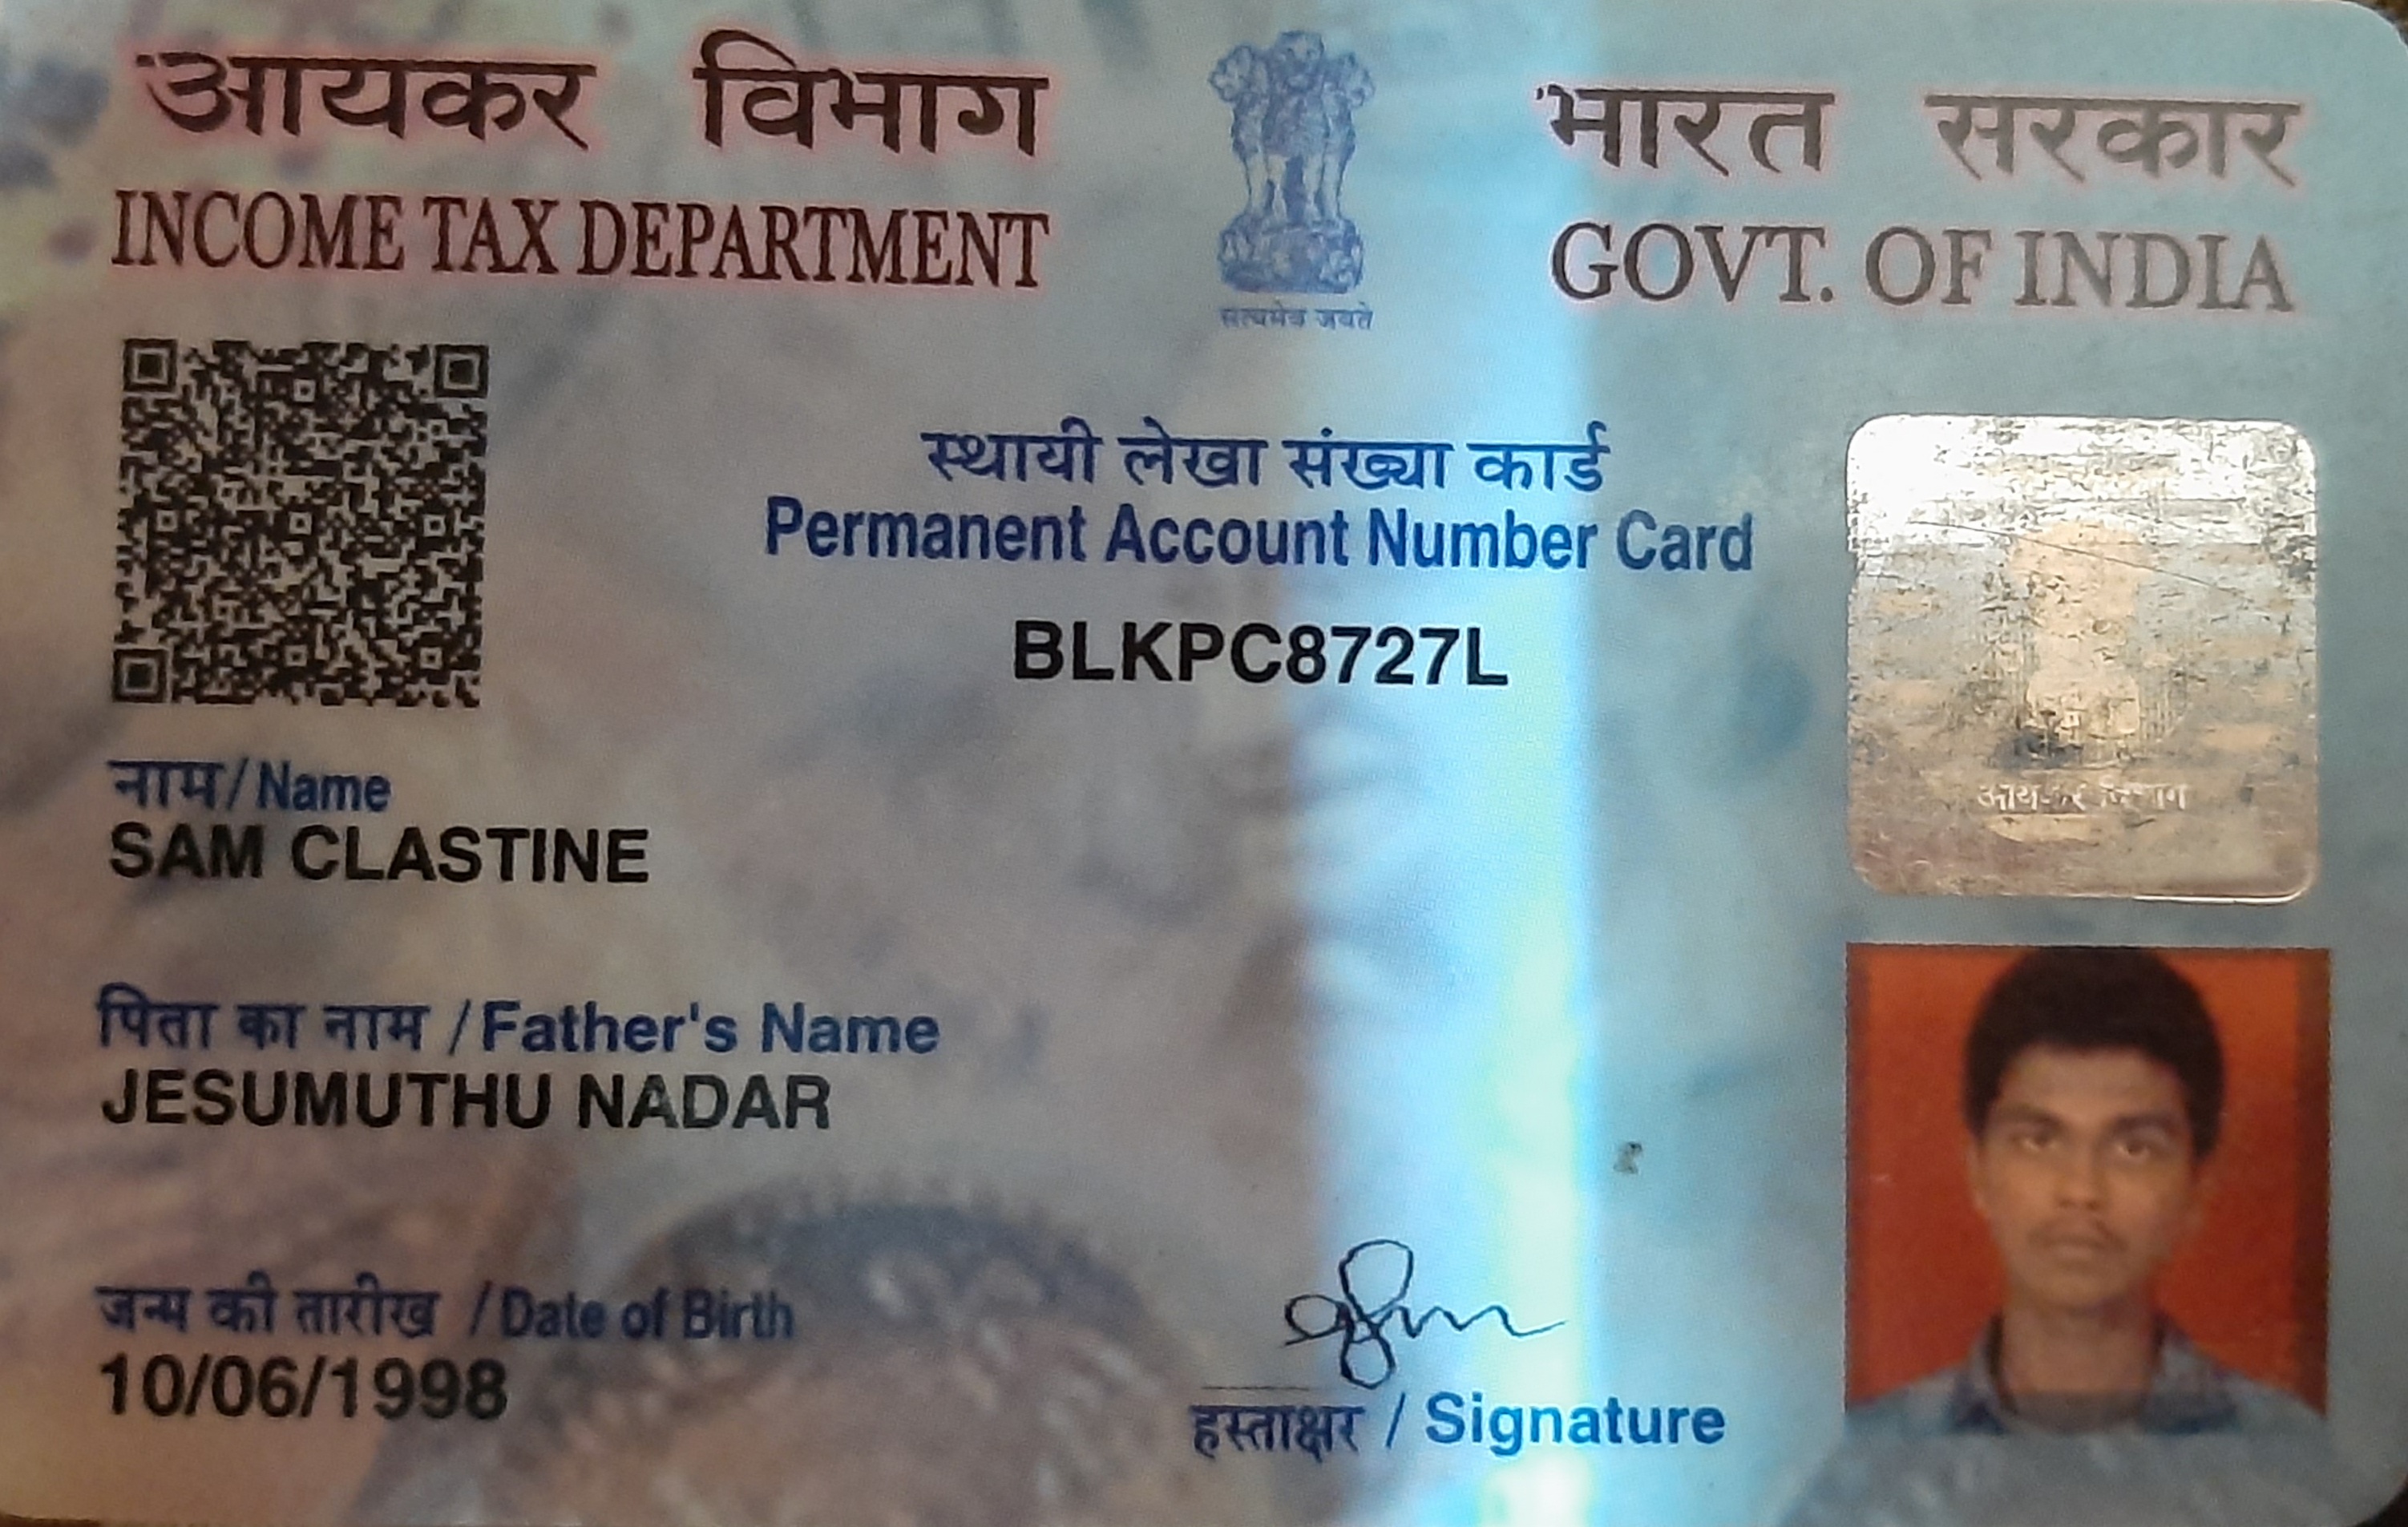 आयकर विभाग
INCOME TAX DEPARTMENT
भारत सरकार
GOVT. OF INDIA
सत्यमेव जयते
स्थायी लेखा संख्या कार्ड
Permanent Account Number Card
BLKPC8727L
नाम/Name
SAM CLASTINE
पिता का नाम /Father's Name
JESUMUTHU NADAR
जन्म की तारीख /Date of Birth
10/06/1998
हस्ताक्षर / Signature